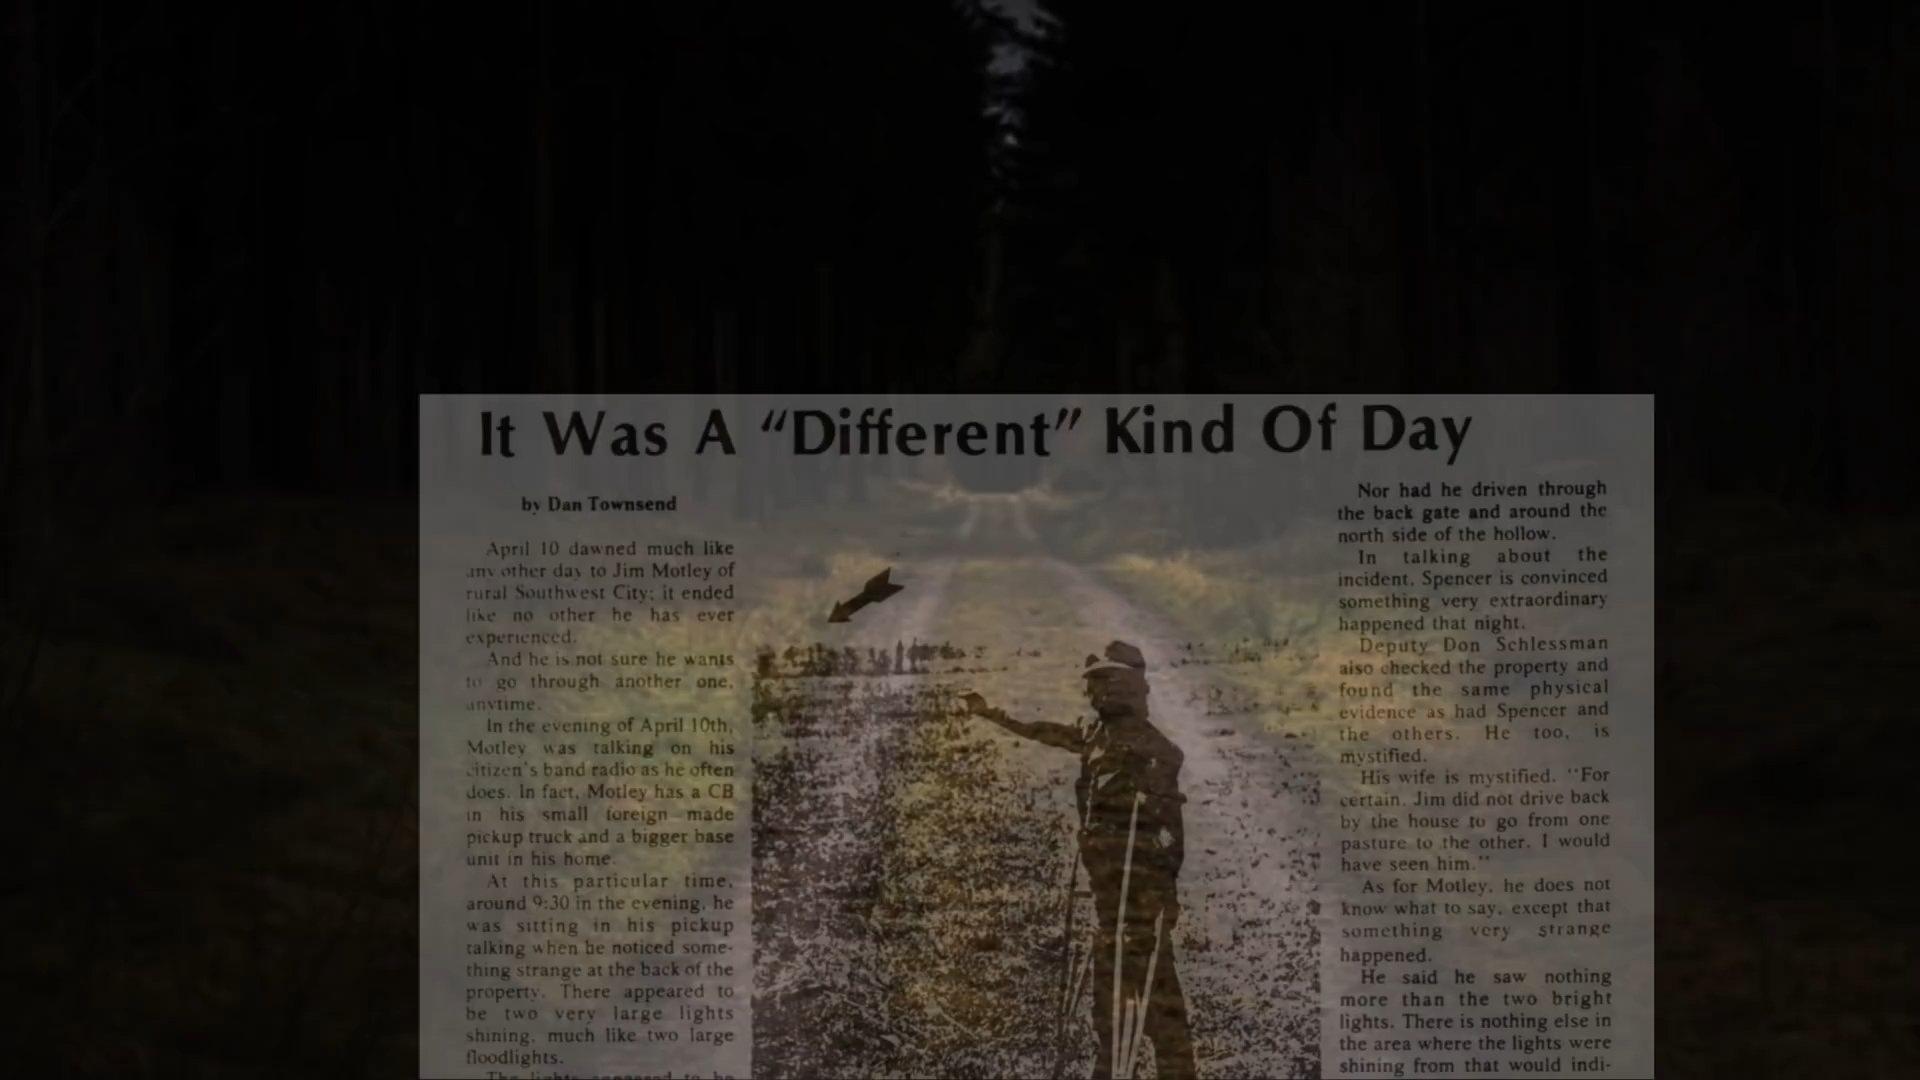 It Was A “Different” Kind Of Day
by Dan Townsend
April 10 dawned much like
any other day to Jim Motley of
rural Southwest City; it ended
like no other he has ever
experienced.
And he is not sure he wants
to go through another one,
anytime.
In the evening of April 10th,
Motley was talking on his
citizen's band radio as he often
does. In fact, Motley has a CB
in his small foreign made
pickup truck and a bigger base
unit in his home.
At this particular time,
around 9:30 in the evening, he
was sitting in his pickup
talking when he noticed some-
thing strange at the back of the
property. There appeared to
be two very large lights
shining, much like two large
floodlights.
The lights appeared to be
Nor had he driven through
the back gate and around the
north side of the hollow.
In talking about the
incident, Spencer is convinced
something very extraordinary
happened that night.
Deputy Don Schlessman
also checked the property and
found the same physical
evidence as had Spencer and
the others. He too, is
mystified.
His wife is mystified. “For
certain, Jim did not drive back
by the house to go from one
pasture to the other. I would
have seen him.”
As for Motley, he does not
know what to say, except that
something very strange
happened.
He said he saw nothing
more than the two bright
lights. There is nothing else in
the area where the lights were
shining from that would indi-